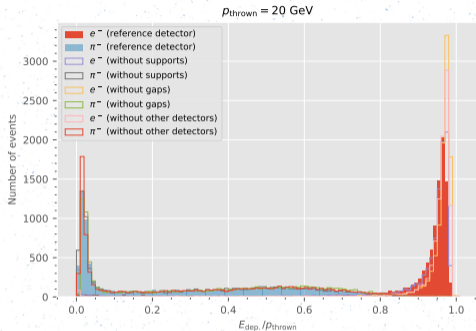 p_thrown = 20 GeV
e⁻ (reference detector)
π⁻ (reference detector)
e⁻ (without supports)
π⁻ (without supports)
e⁻ (without gaps)
π⁻ (without gaps)
e⁻ (without other detectors)
π⁻ (without other detectors)
Number of events
3000
2500
2000
1500
1000
500
0
0.0 0.2 0.4 0.6 0.8 1.0
E_dep./p_thrown